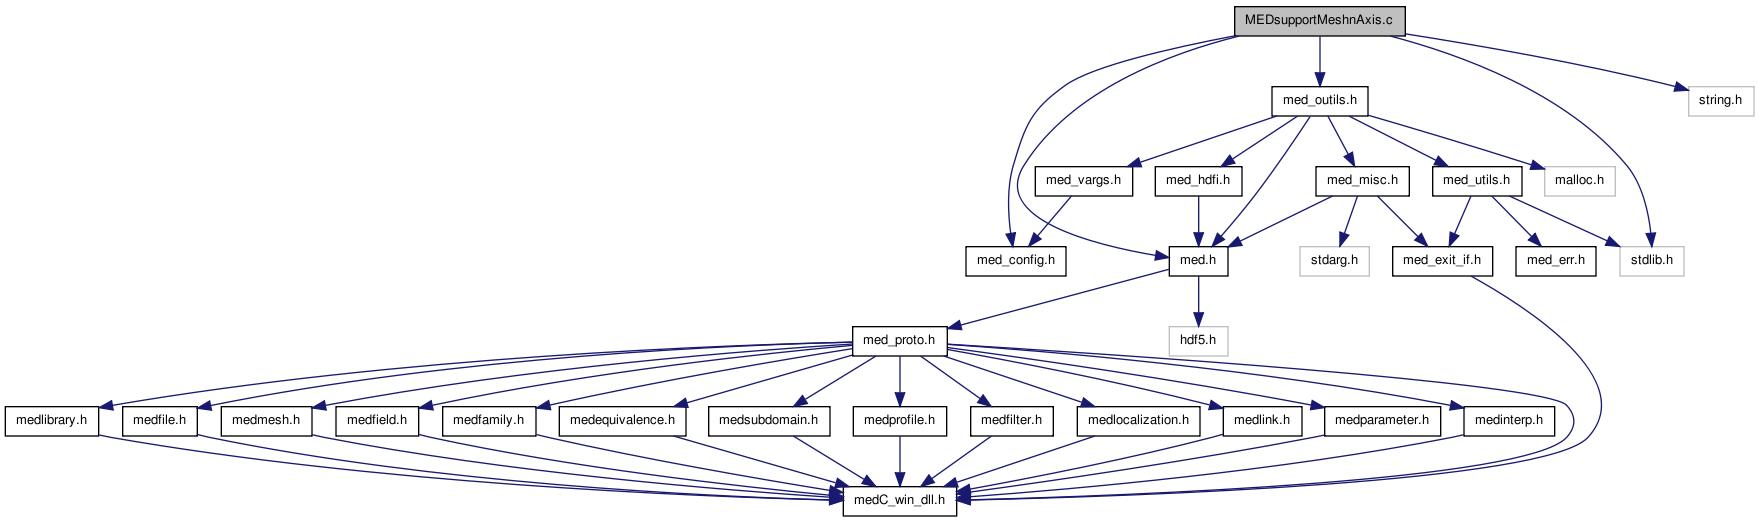 MEDsupportMeshnAxis.c
med_outils.h
string.h
med_vargs.h
med_hdfi.h
med_misc.h
med_utils.h
malloc.h
med_config.h
med.h
stdarg.h
med_exit_if.h
med_err.h
stdlib.h
med_proto.h
hdf5.h
medlibrary.h
medfile.h
medmesh.h
medfield.h
medfamily.h
medequivalence.h
medsubdomain.h
medprofile.h
medfilter.h
medlocalization.h
medlink.h
medparameter.h
medinterp.h
medC_win_dll.h